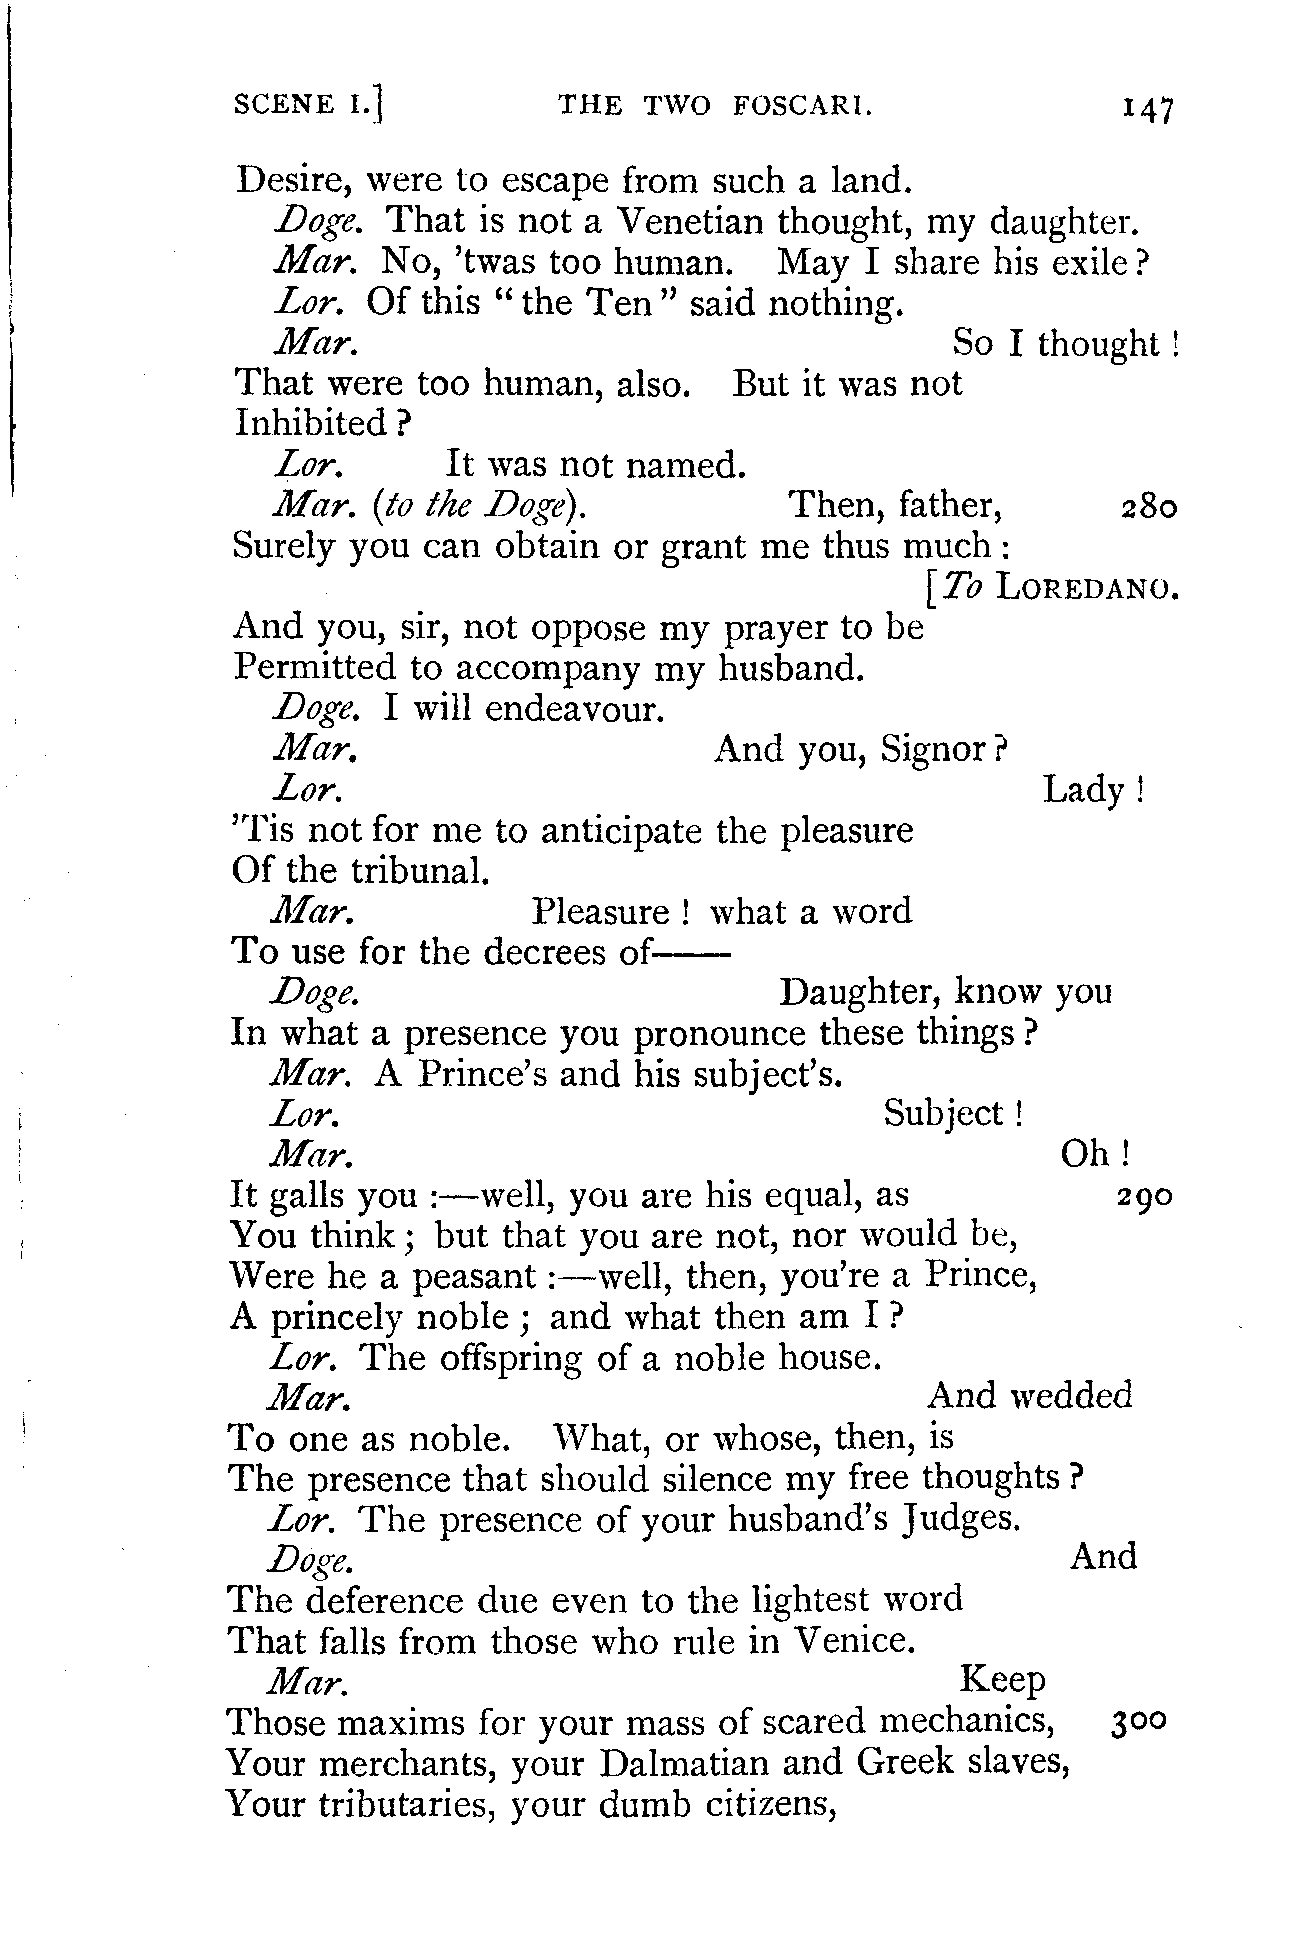 SCENE I.] THE TWO FOSCARI. 147
Desire, were to escape from such a land.
Doge. That is not a Venetian thought, my daughter.
Mar. No, 'twas too human. May I share his exile?
Lor. Of this "the Ten" said nothing.
Mar. So I thought!
That were too human, also. But it was not
Inhibited?
Lor. It was not named.
Mar. (to the Doge). Then, father, 280
Surely you can obtain or grant me thus much:
[To LOREDANO.
And you, sir, not oppose my prayer to be
Permitted to accompany my husband.
Doge. I will endeavour.
Mar. And you, Signor?
Lor. Lady!
'Tis not for me to anticipate the pleasure
Of the tribunal.
Mar. Pleasure! what a word
To use for the decrees of——
Doge. Daughter, know you
In what a presence you pronounce these things?
Mar. A Prince's and his subject's.
Lor. Subject!
Mar. Oh!
It galls you:—well, you are his equal, as 290
You think; but that you are not, nor would be,
Were he a peasant:—well, then, you're a Prince,
A princely noble; and what then am I?
Lor. The offspring of a noble house.
Mar. And wedded
To one as noble. What, or whose, then, is
The presence that should silence my free thoughts?
Lor. The presence of your husband's Judges.
Doge. And
The deference due even to the lightest word
That falls from those who rule in Venice.
Mar. Keep
Those maxims for your mass of scared mechanics, 300
Your merchants, your Dalmatian and Greek slaves,
Your tributaries, your dumb citizens,